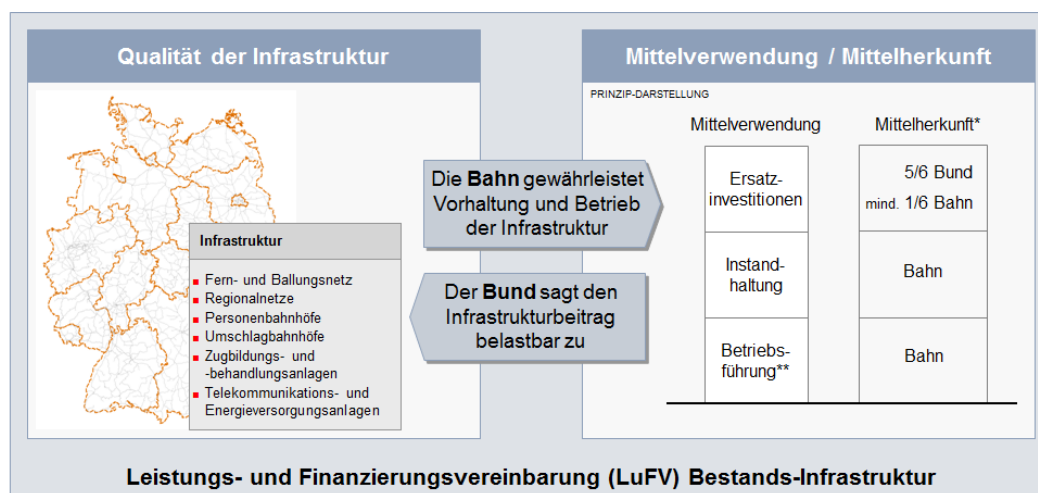 Qualität der Infrastruktur
Infrastruktur
Fern- und Ballungsnetz
Regionalnetze
Personenbahnhöfe
Umschlagbahnhöfe
Zugbildungs- und
-behandlungsanlagen
Telekommunikations- und
Energieversorgungsanlagen
Die Bahn gewährleistet
Vorhaltung und Betrieb
der Infrastruktur
Der Bund sagt den
Infrastrukturbeitrag
belastbar zu
Mittelverwendung / Mittelherkunft
PRINZIP-DARSTELLUNG
Mittelverwendung
Mittelherkunft*
Ersatz-
investitionen
5/6 Bund
mind. 1/6 Bahn
Instand-
haltung
Bahn
Betriebs-
führung**
Bahn
Leistungs- und Finanzierungsvereinbarung (LuFV) Bestands-Infrastruktur